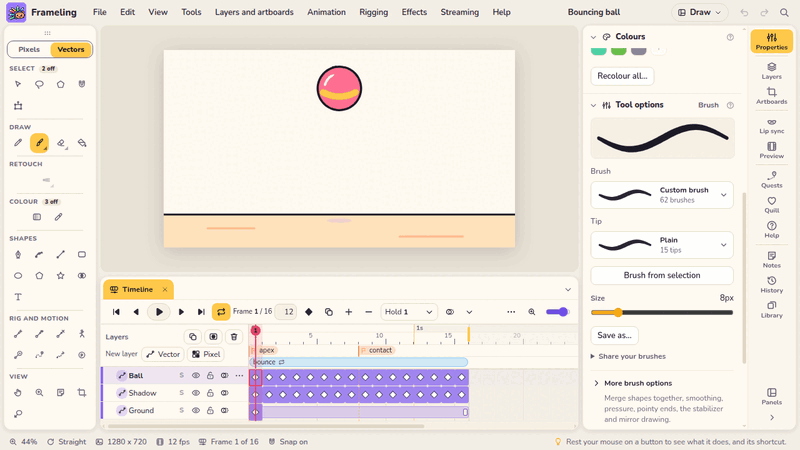 Frameling File Edit View Tools Layers and artboards Animation Rigging Effects Streaming Help Bouncing ball Draw
Pixels Vectors
SELECT 2 off
DRAW
RETOUCH
COLOUR 3 off
SHAPES
RIG AND MOTION
VIEW
Timeline
Frame 1 / 16 12 Hold 1
Layers
New layer Vector Pixel
1 5 10 1s 15 20
apex contact
bounce
Ball S
Shadow S
Ground S
Colours
Recolour all...
Tool options Brush
Brush
Custom brush
62 brushes
Tip
Plain
15 tips
Brush from selection
Size 8px
Save as...
Share your brushes
More brush options
Merge shapes together, smoothing,
pressure, pointy ends, the stabilizer
and mirror drawing.
Properties
Layers
Artboards
Lip sync
Preview
Quests
Quill
Help
Notes
History
Library
Panels
44% Straight 1280 x 720 12 fps Frame 1 of 16 Snap on Rest your mouse on a button to see what it does, and its shortcut.